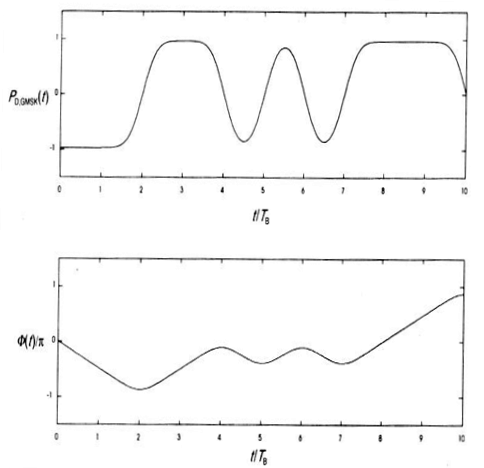 1
P_D,GMSK(t)
0
-1
0 1 2 3 4 5 6 7 8 9 10
t/T_B
1
Φ(t)/π
0
-1
0 1 2 3 4 5 6 7 8 9 10
t/T_B